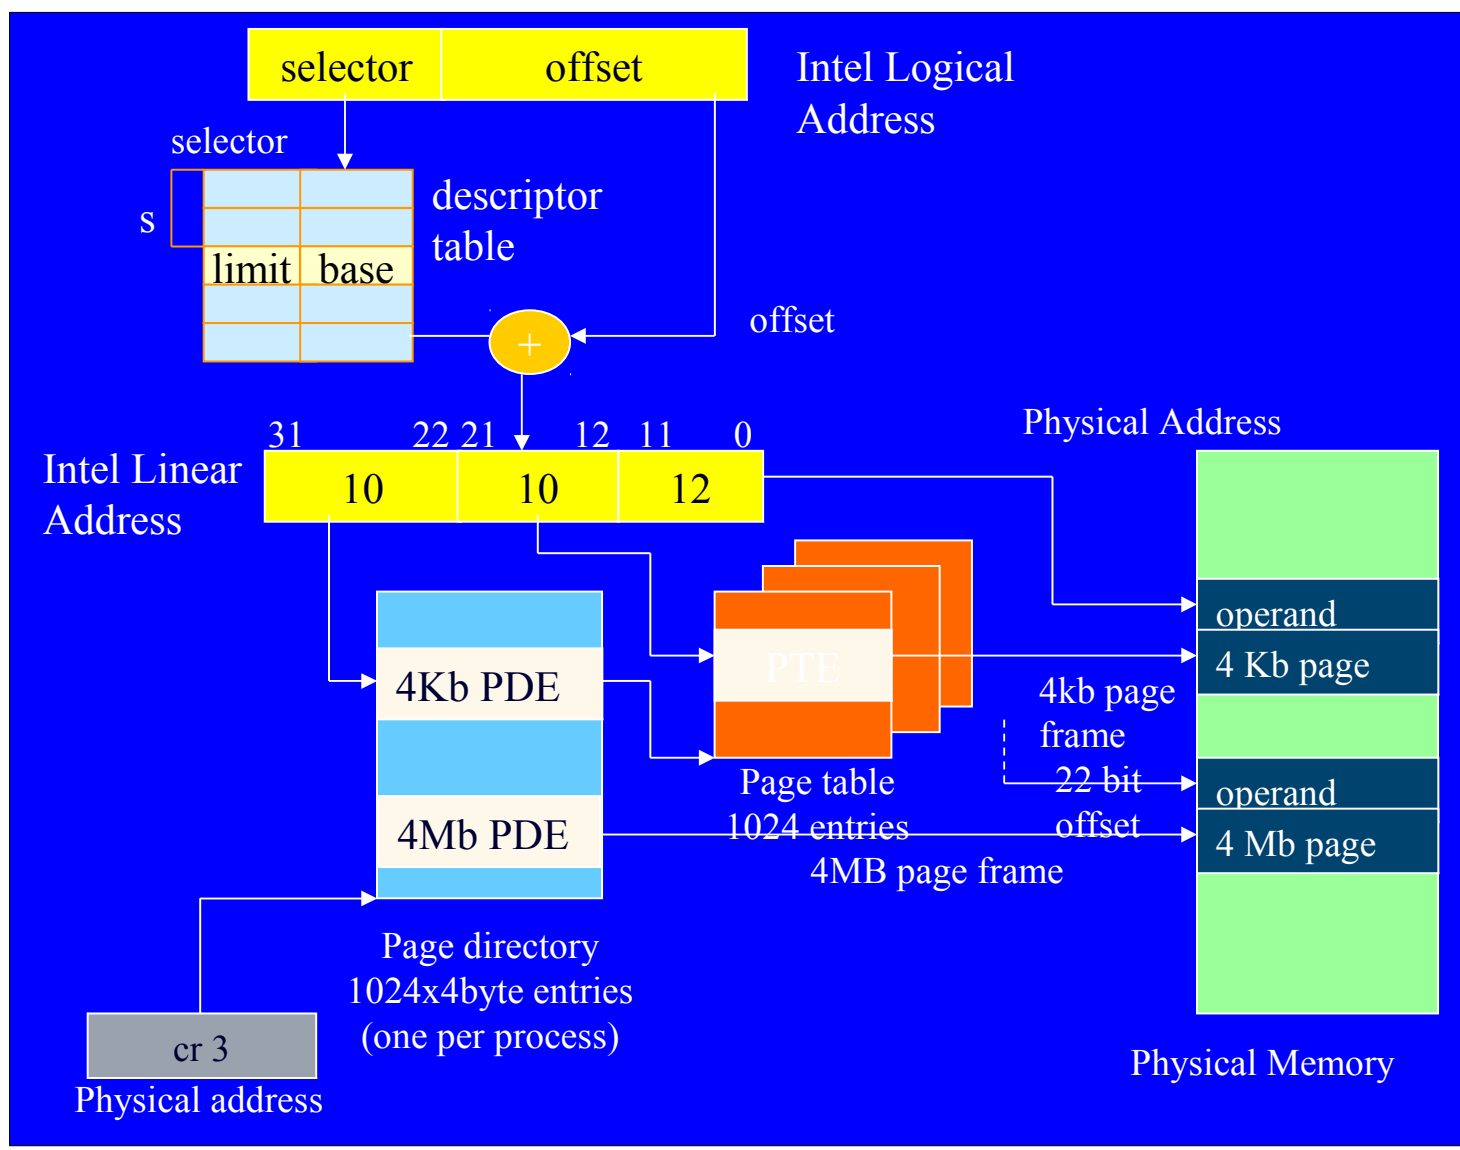 selector offset
Intel Logical
Address
selector
descriptor
table
s
limit base
offset
+
31 22 21 12 11 0
Physical Address
Intel Linear
Address
10 10 12
operand
4 Kb page
PTE
4Kb PDE
4kb page
frame
22 bit
offset
operand
4 Mb page
Page table
1024 entries
4Mb PDE
4MB page frame
Page directory
1024x4byte entries
(one per process)
cr 3
Physical address
Physical Memory